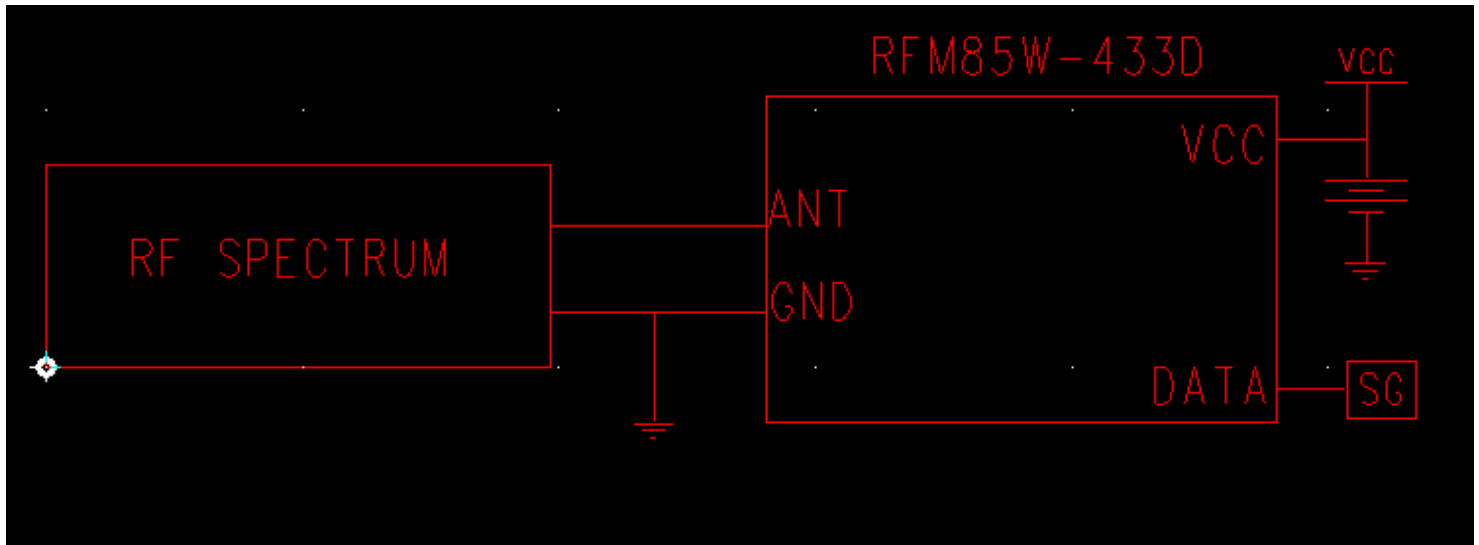 RFM85W-433D
VCC
VCC
ANT
RF SPECTRUM
GND
DATA
SG